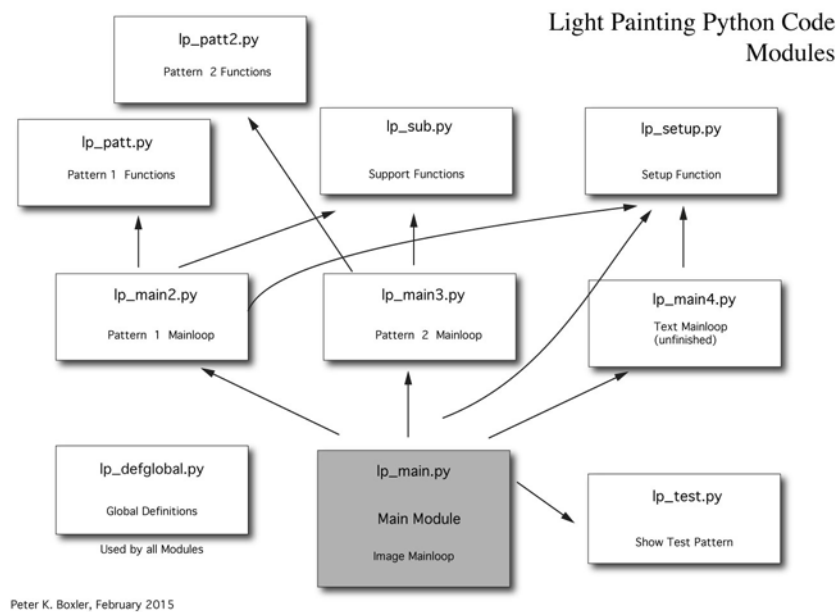 Light Painting Python Code
Modules
lp_patt2.py
Pattern 2 Functions
lp_patt.py
Pattern 1 Functions
lp_sub.py
Support Functions
lp_setup.py
Setup Function
lp_main2.py
Pattern 1 Mainloop
lp_main3.py
Pattern 2 Mainloop
lp_main4.py
Text Mainloop
(unfinished)
lp_defglobal.py
Global Definitions
Used by all Modules
lp_main.py
Main Module
Image Mainloop
lp_test.py
Show Test Pattern
Peter K. Boxler, February 2015